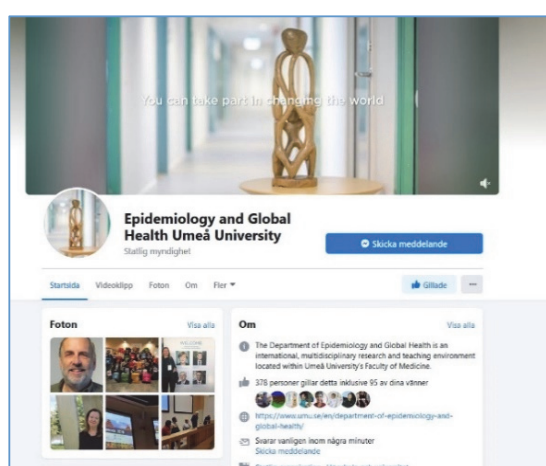 You can take part in changing the world
Epidemiology and Global
Health Umeå University
Statlig myndighet
Skicka meddelande
Startsida Videoklipp Foton Om Fler
Gillade
Foton Visa alla
Om Visa alla
The Department of Epidemiology and Global Health is an
international, multidisciplinary research and teaching environment
located within Umeå University's Faculty of Medicine.
378 personer gillar detta inklusive 95 av dina vänner
https://www.umu.se/en/department-of-epidemiology-and-
global-health/
Svarar vanligen inom några minuter
Skicka meddelande